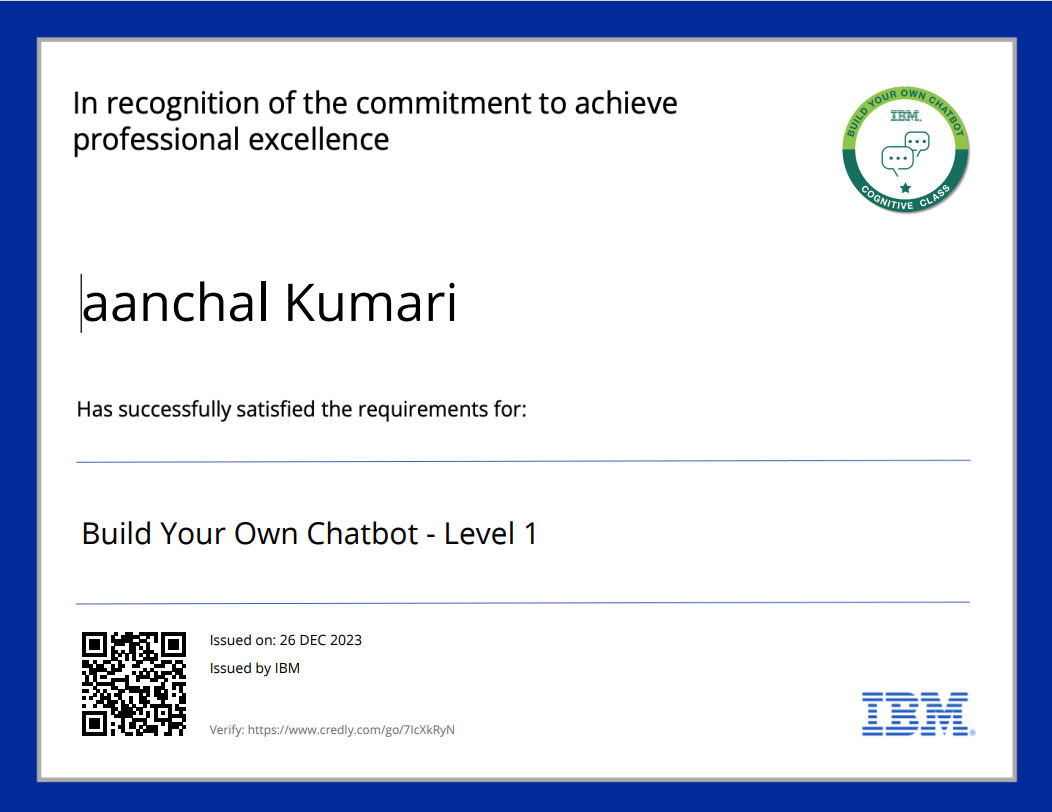 In recognition of the commitment to achieve
professional excellence
BUILD YOUR OWN CHATBOT
IBM.
COGNITIVE CLASS
aanchal Kumari
Has successfully satisfied the requirements for:
Build Your Own Chatbot - Level 1
Issued on: 26 DEC 2023
Issued by IBM
Verify: https://www.credly.com/go/7IcXkRyN
IBM®